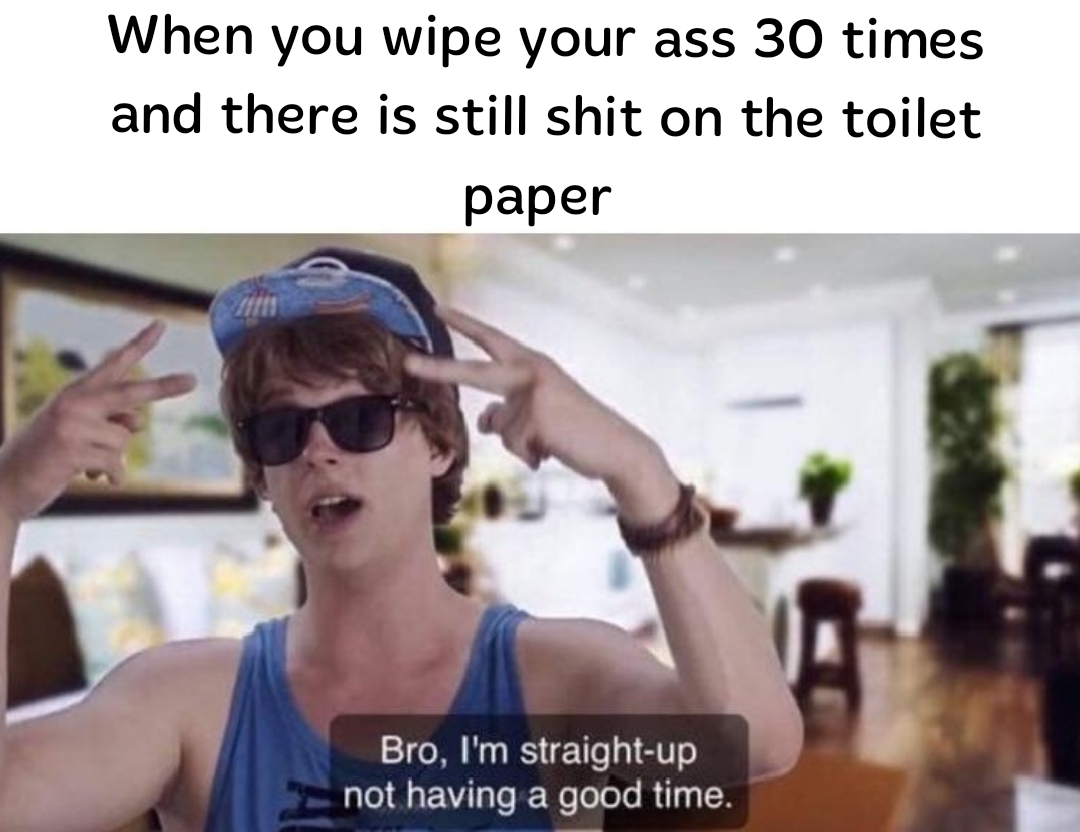 When you wipe your ass 30 times
and there is still shit on the toilet
paper
Bro, I'm straight-up
not having a good time.